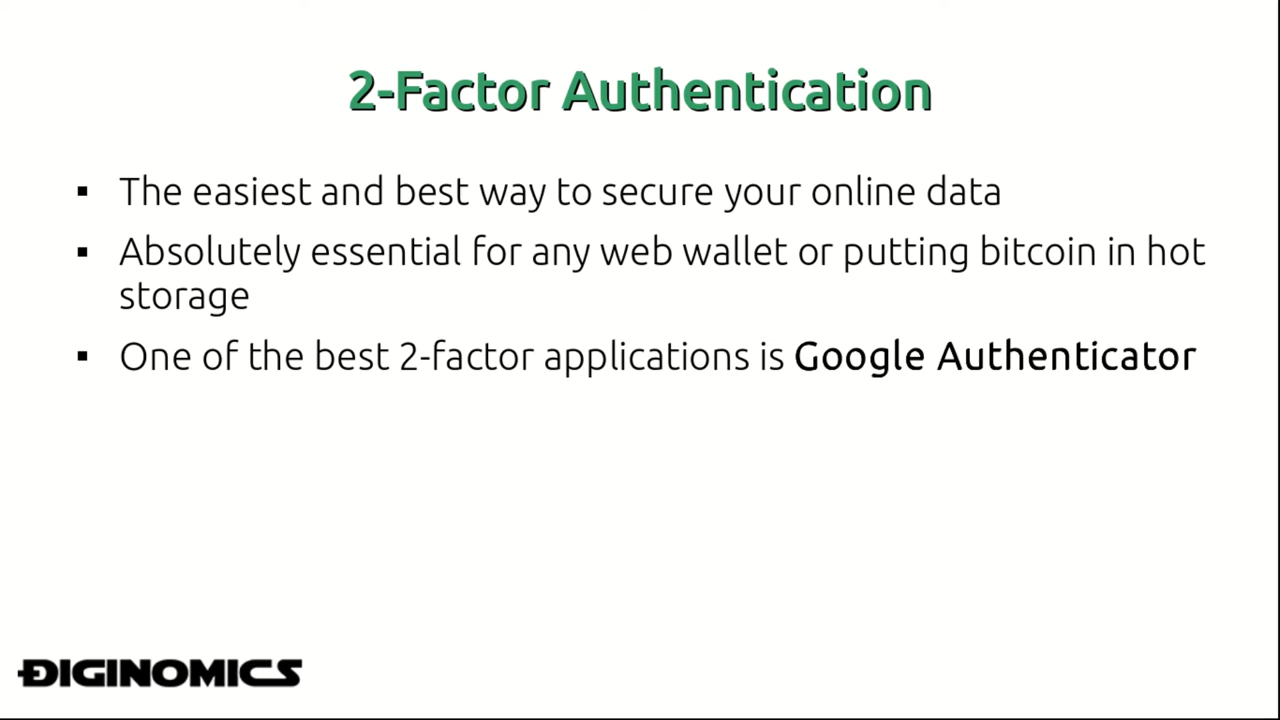 2-Factor Authentication
▪ The easiest and best way to secure your online data
▪ Absolutely essential for any web wallet or putting bitcoin in hot
storage
▪ One of the best 2-factor applications is Google Authenticator
ĐIGINOMICS